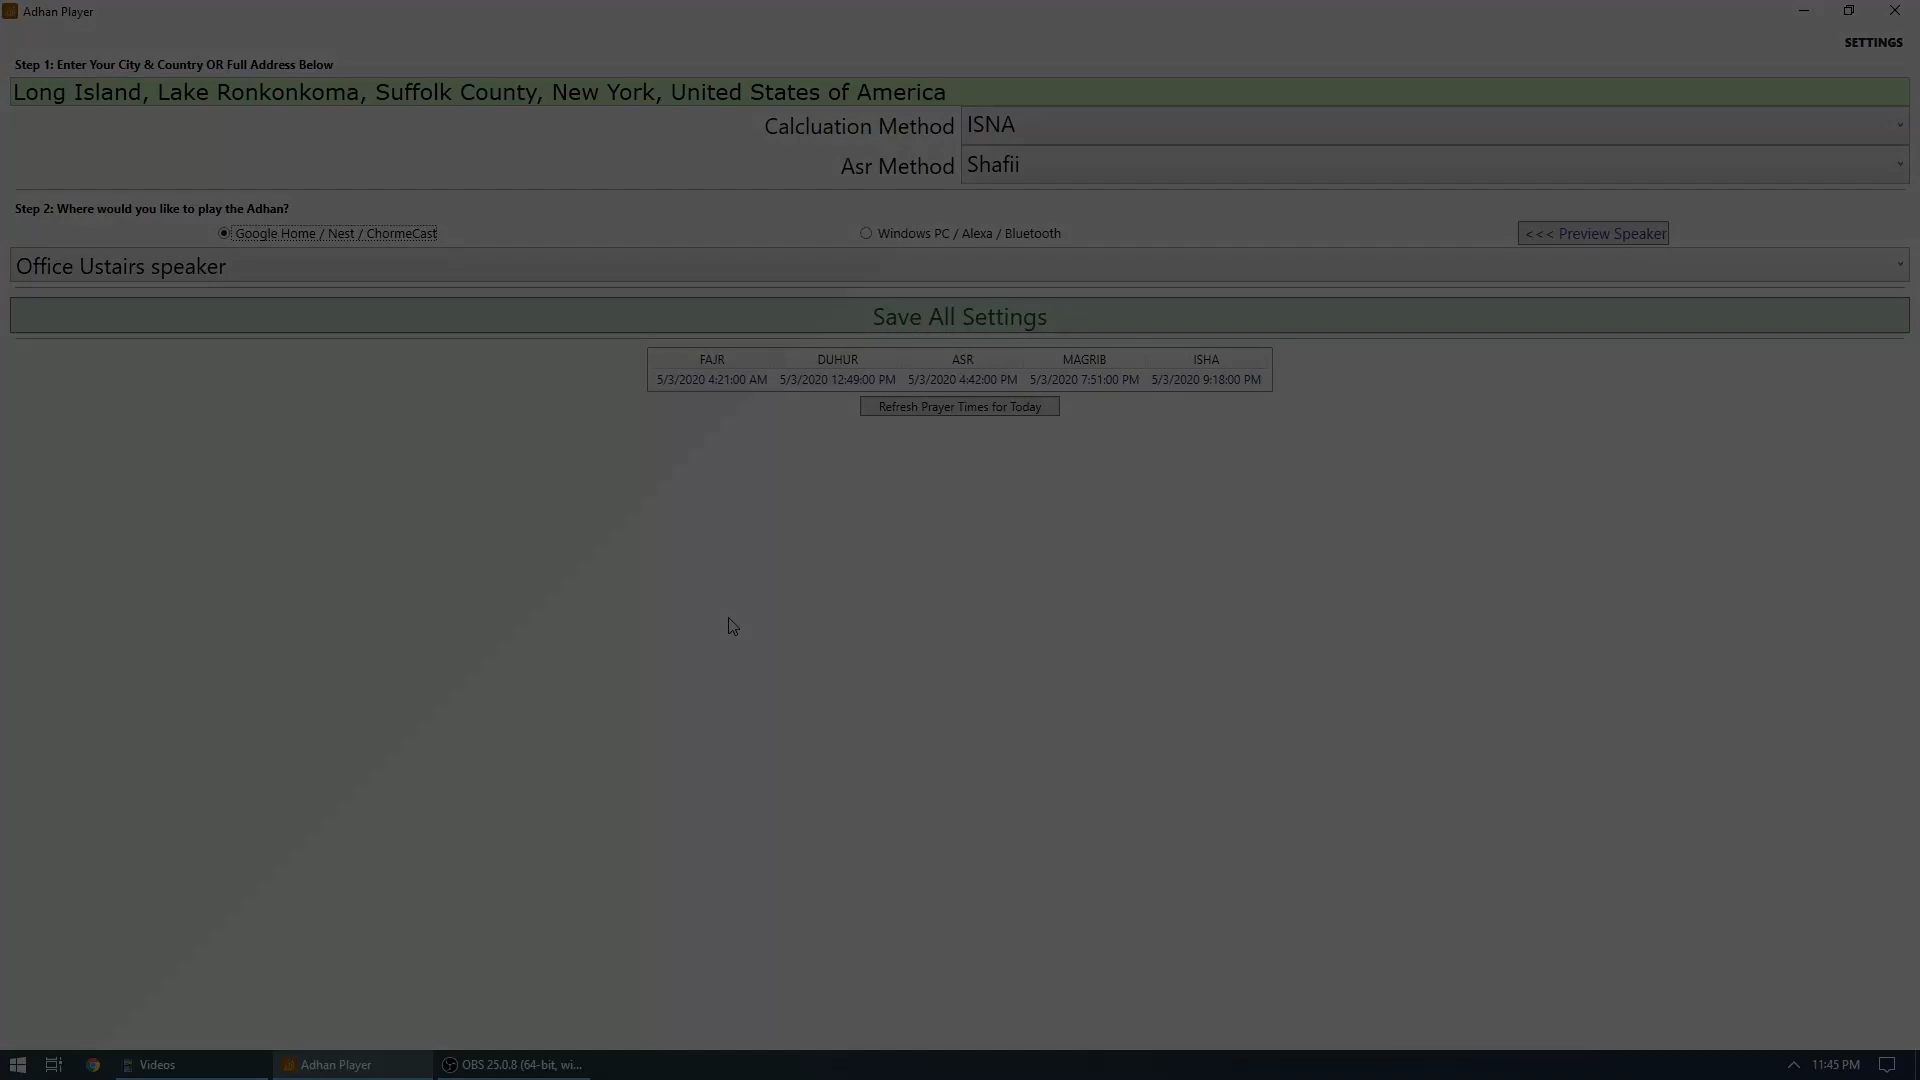 Adhan Player
SETTINGS
Step 1: Enter Your City & Country OR Full Address Below
Long Island, Lake Ronkonkoma, Suffolk County, New York, United States of America
Calcluation Method ISNA
Asr Method Shafii
Step 2: Where would you like to play the Adhan?
Google Home / Nest / ChormeCast Windows PC / Alexa / Bluetooth <<< Preview Speaker
Office Ustairs speaker
Save All Settings
FAJR DUHUR ASR MAGRIB ISHA
5/3/2020 4:21:00 AM 5/3/2020 12:49:00 PM 5/3/2020 4:42:00 PM 5/3/2020 7:51:00 PM 5/3/2020 9:18:00 PM
Refresh Prayer Times for Today
Videos Adhan Player OBS 25.0.8 (64-bit, wi... 11:45 PM